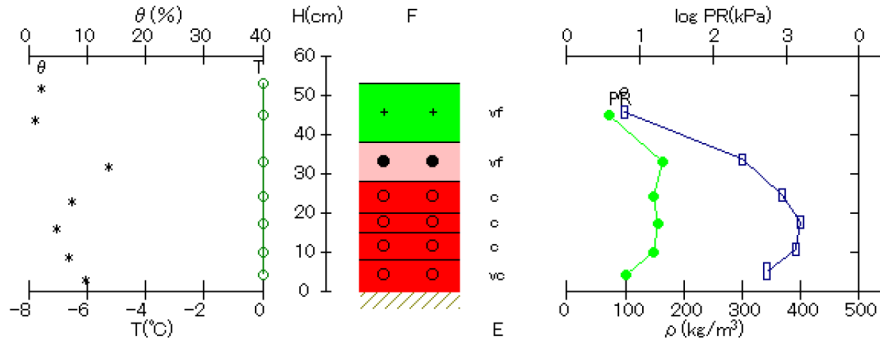 θ (%) H(cm) F log PR(kPa)
0 10 20 30 40 0 1 2 3 0
60
θ T
50
PR
vf
40
vf
30
c
20
c
c
10
vc
0
-8 -6 -4 -2 0 0 100 200 300 400 500
T(℃) E ρ (kg/m³)